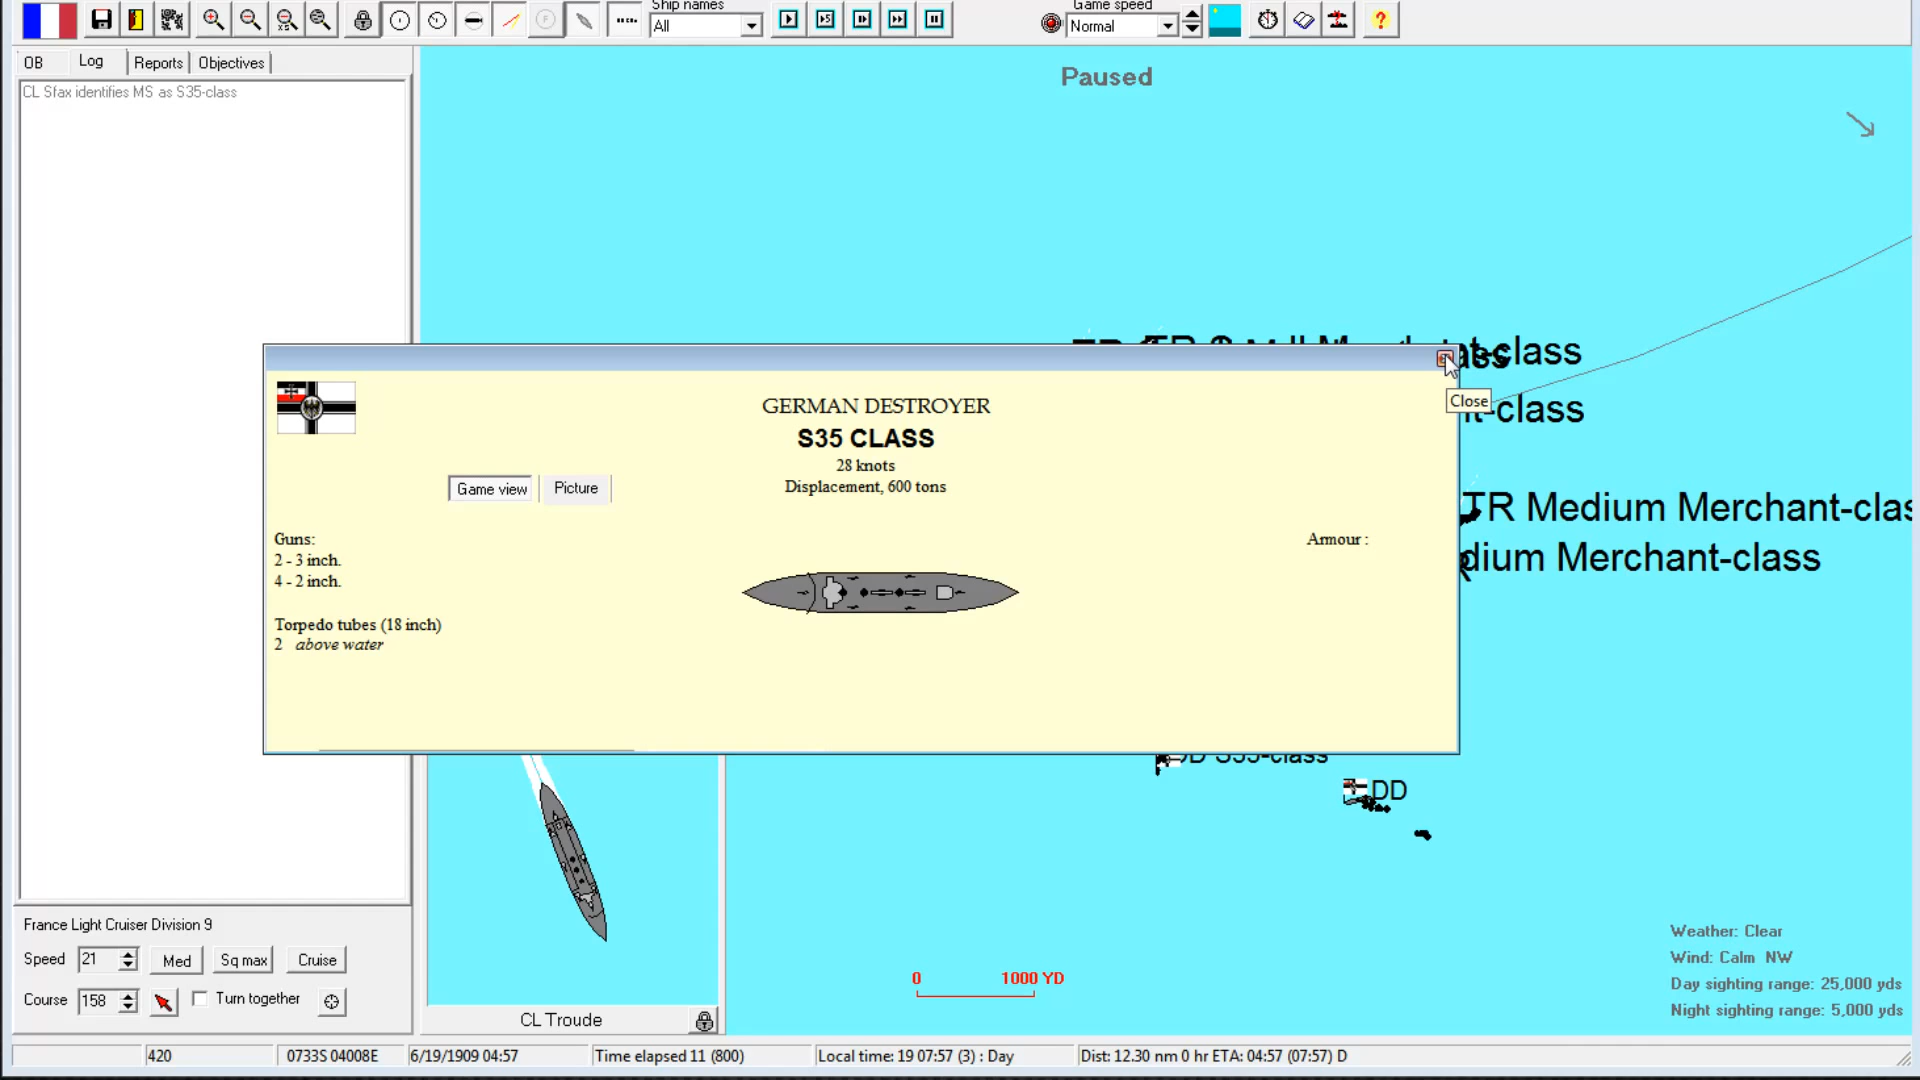 Ship names
All
Game speed
Normal
OB
Log
Reports
Objectives
CL Sfax identifies MS as S35-class
Paused
-class
-class
TR Medium Merchant-clas
dium Merchant-class
Close
GERMAN DESTROYER
S35 CLASS
28 knots
Displacement, 600 tons
Game view
Picture
Guns:
2 - 3 inch.
4 - 2 inch.
Armour :
Torpedo tubes (18 inch)
2 above water
DD S35-class
DD
France Light Cruiser Division 9
Speed 21 Med Sq max Cruise
Course 158 Turn together
CL Troude
0 1000 YD
Weather: Clear
Wind: Calm NW
Day sighting range: 25,000 yds
Night sighting range: 5,000 yds
420
0733S 04008E
6/19/1909 04:57
Time elapsed 11 (800)
Local time: 19 07:57 (3) : Day
Dist: 12.30 nm 0 hr ETA: 04:57 (07:57) D